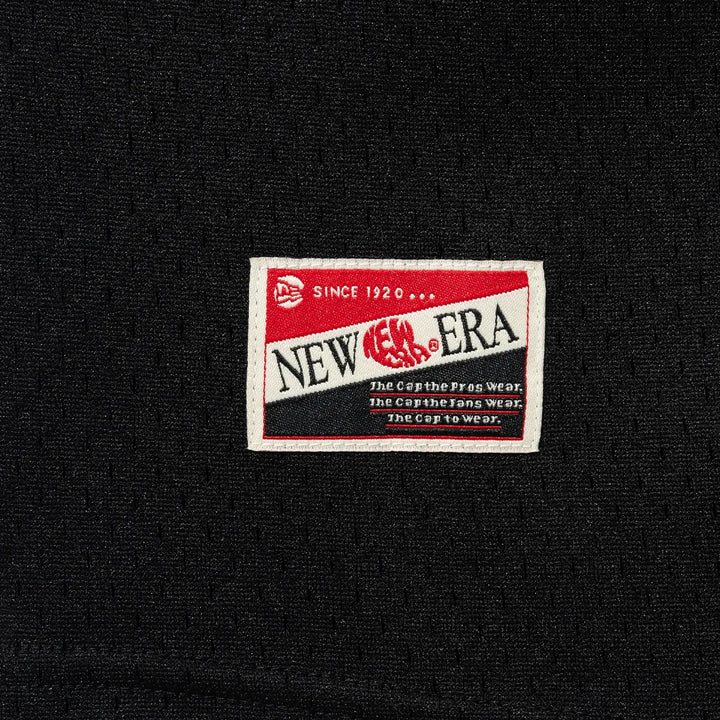 SINCE 1920...
NEW NEW ERA® ERA
The Cap the Pros Wear.
The Cap the Fans Wear.
The Cap to Wear.